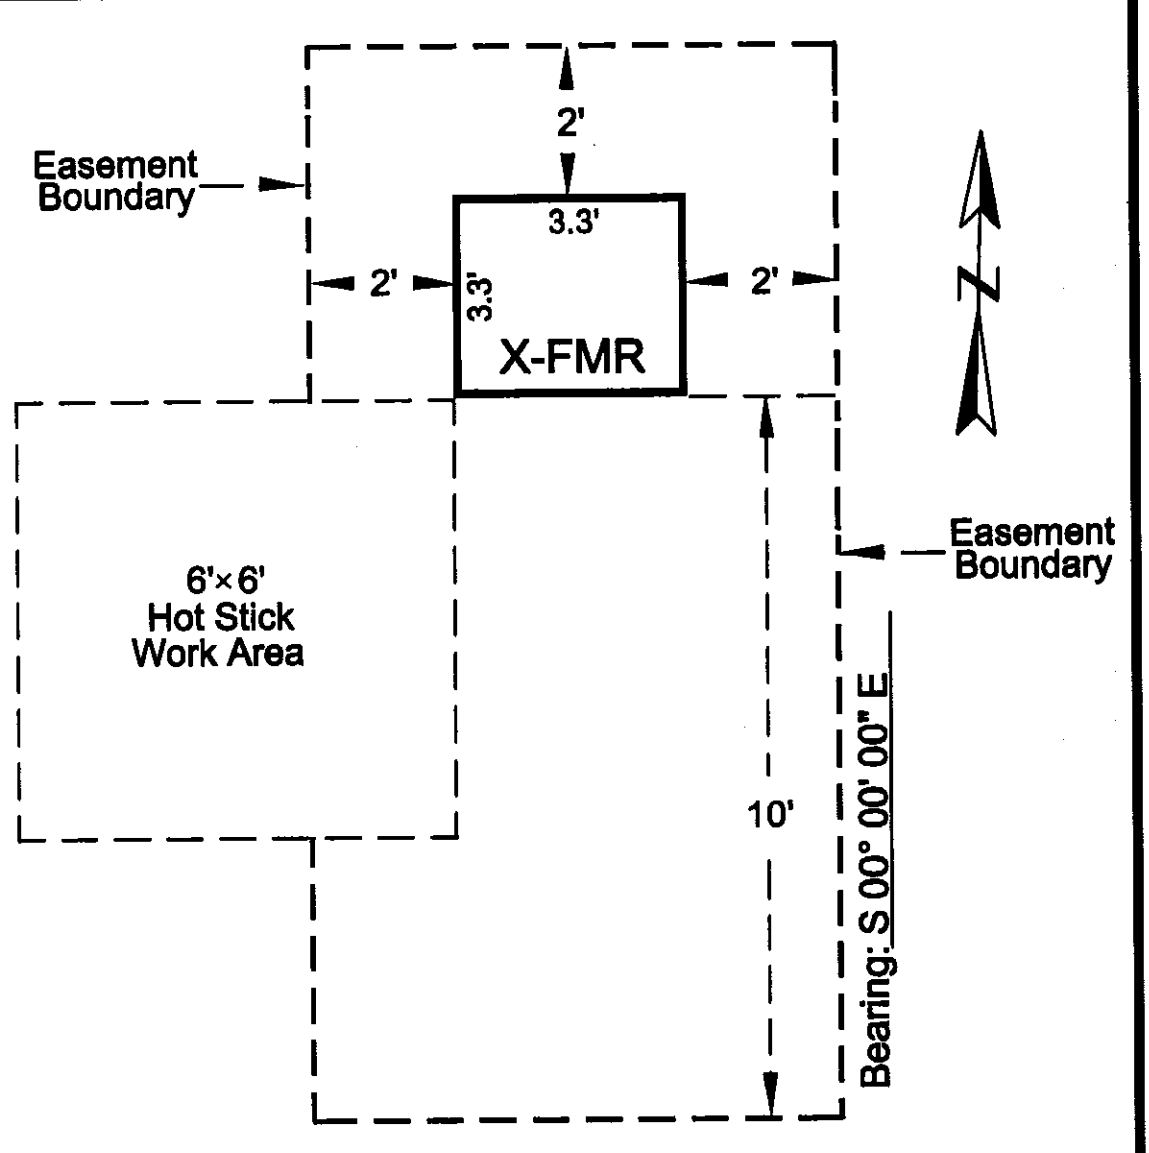 2'
Easement
Boundary
3.3'
2'
3.3'
2'
N
X-FMR
Easement
Boundary
6'×6'
Hot Stick
Work Area
10'
Bearing: S 00° 00' 00" E